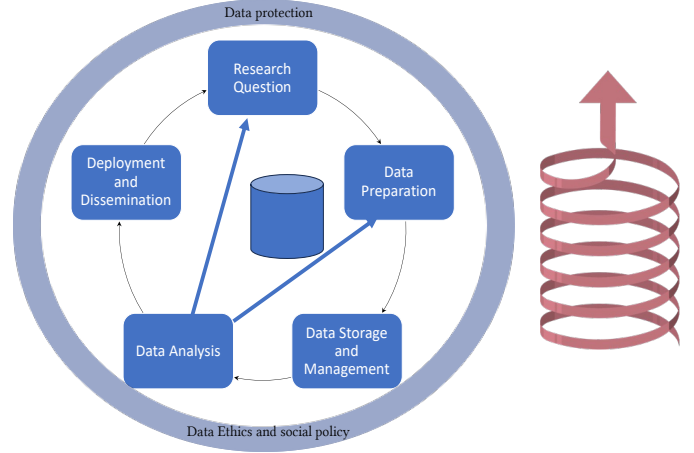 Data protection
Research
Question
Data
Preparation
Data Storage
and
Management
Data Analysis
Deployment
and
Dissemination
Data Ethics and social policy